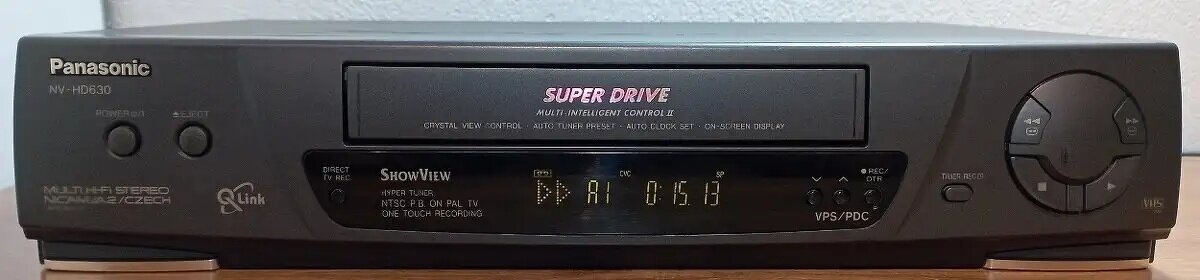 Panasonic
NV-HD630
POWER
EJECT
MULTI HI-FI STEREO
NICAM/A2/CZECH
Q Link
SUPER DRIVE
MULTI-INTELLIGENT CONTROL II
CRYSTAL VIEW CONTROL · AUTO TUNER PRESET · AUTO CLOCK SET · ON-SCREEN DISPLAY
DIRECT
TV REC
SHOWVIEW
HYPER TUNER
NTSC P.B. ON PAL TV
ONE TOUCH RECORDING
CVC
SP
A1 0:15.13
REC/
OTR
VPS/PDC
TIMER REC
VHS